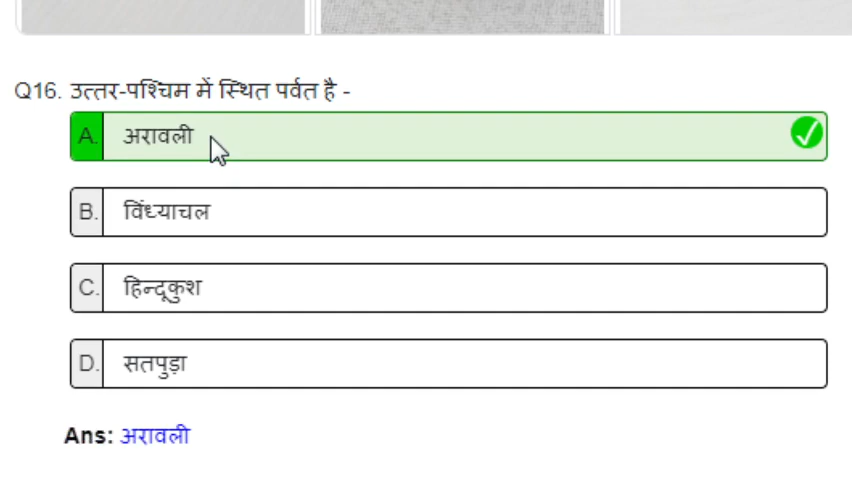 Q16. उत्तर-पश्चिम में स्थित पर्वत है -
A. अरावली
B. विंध्याचल
C. हिन्दूकुश
D. सतपुड़ा
Ans: अरावली